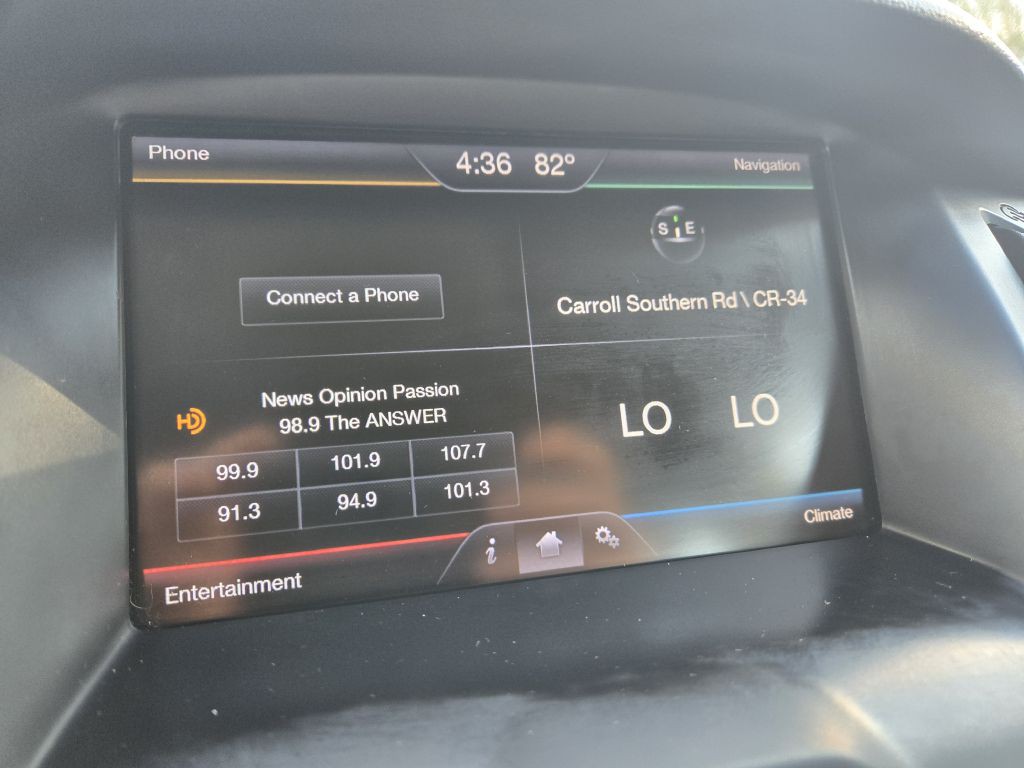 Phone
4:36 82°
Navigation
S E
Connect a Phone
Carroll Southern Rd \ CR-34
HD
News Opinion Passion
98.9 The ANSWER
LO LO
99.9 101.9 107.7
91.3 94.9 101.3
i
Climate
Entertainment